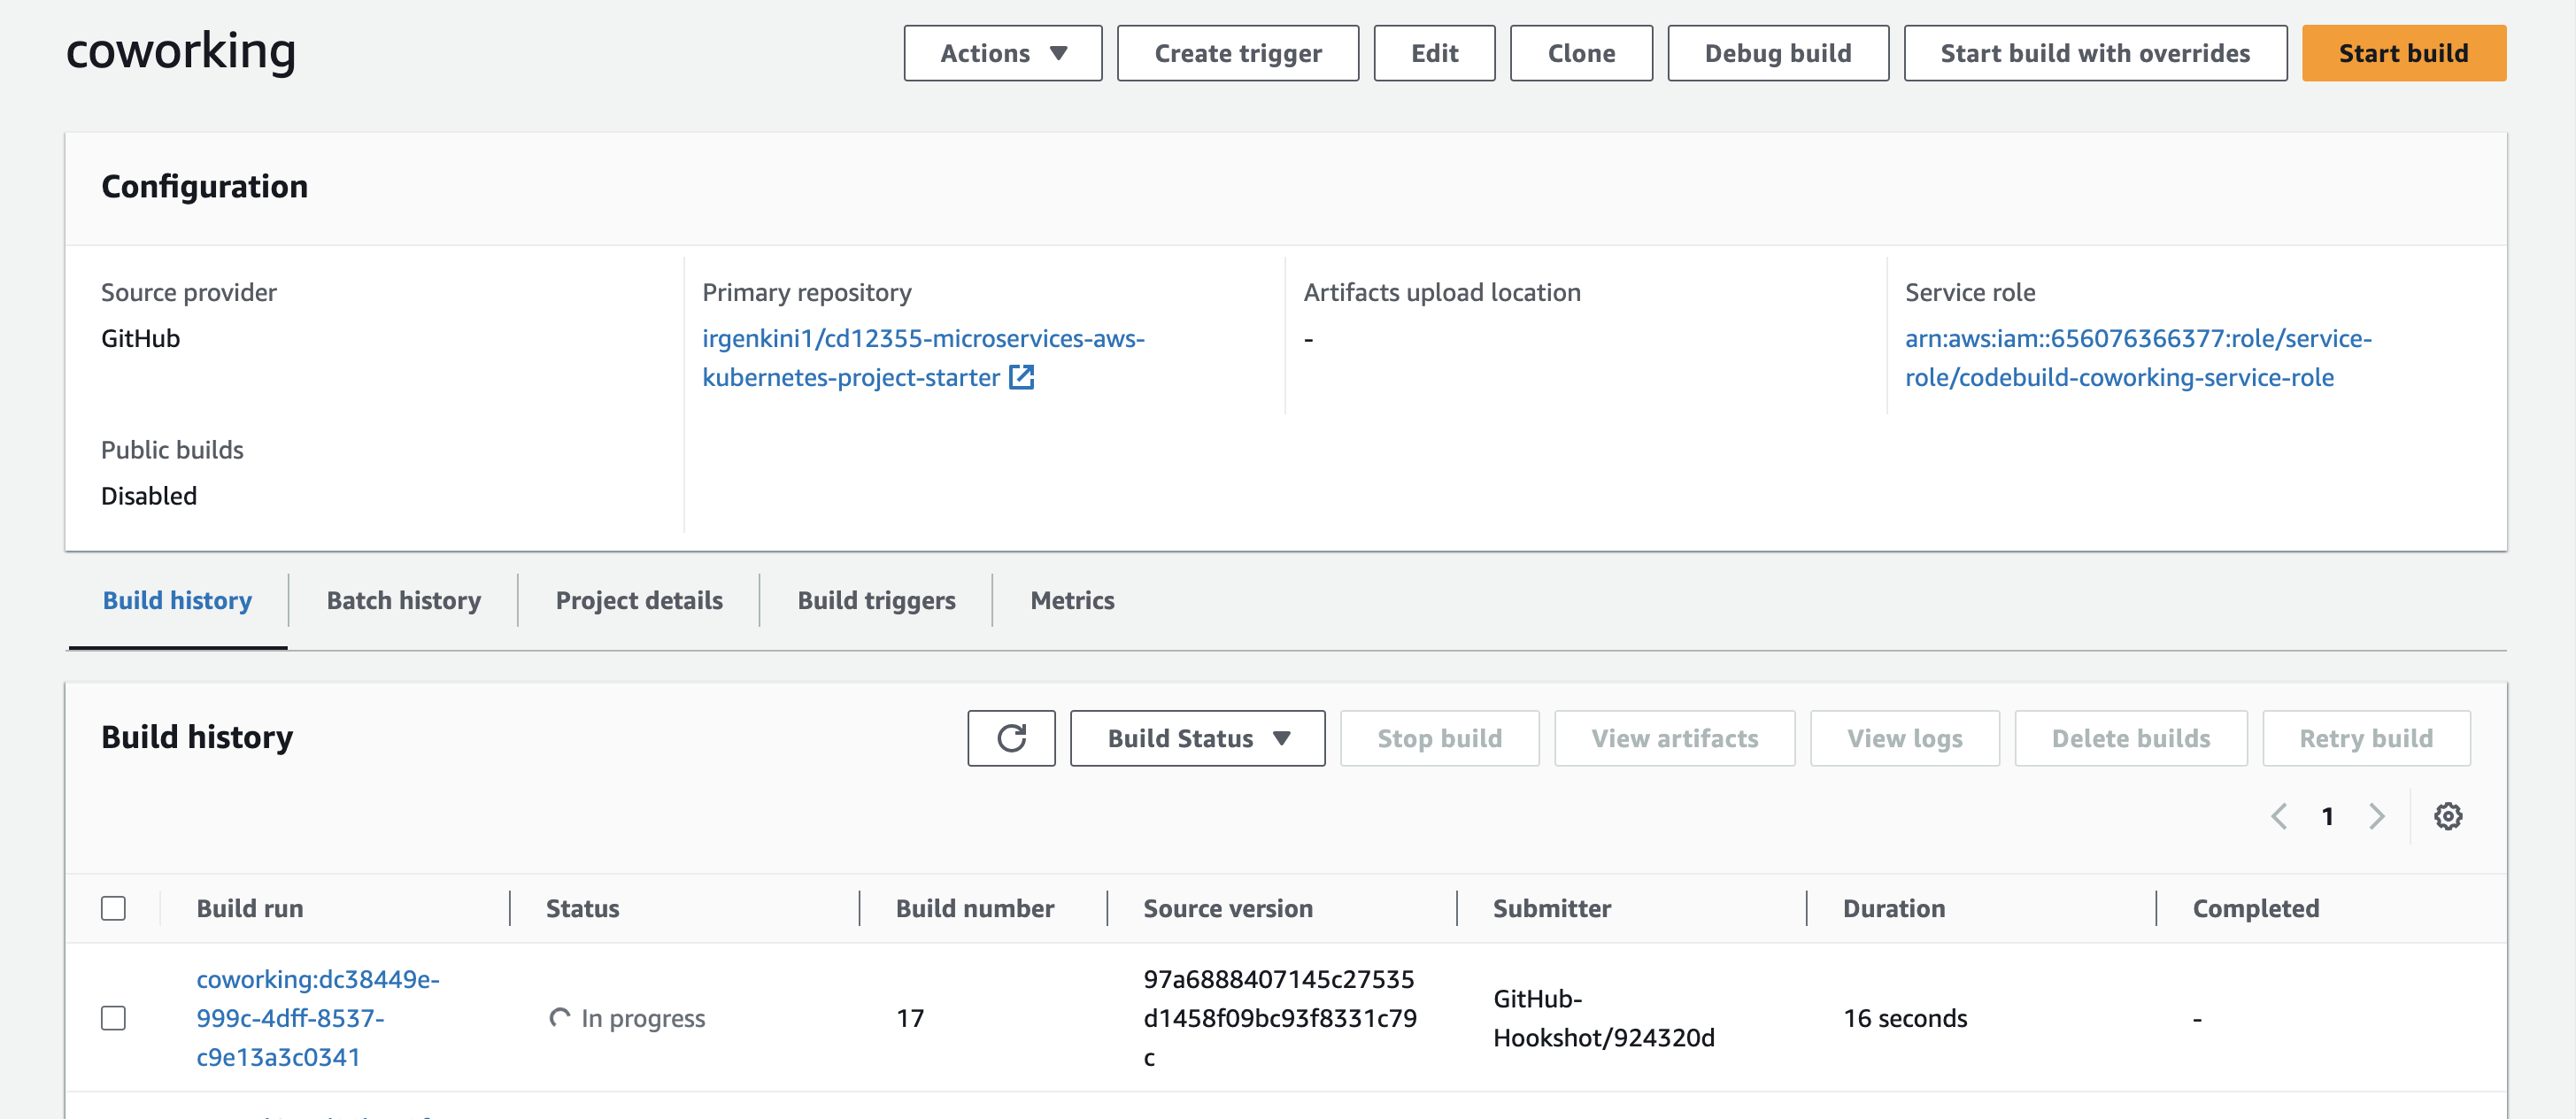 coworking
Actions
Create trigger
Edit
Clone
Debug build
Start build with overrides
Start build
Configuration
Source provider
GitHub
Primary repository
irgenkini1/cd12355-microservices-aws-
kubernetes-project-starter
Artifacts upload location
-
Service role
arn:aws:iam::656076366377:role/service-
role/codebuild-coworking-service-role
Public builds
Disabled
Build history
Batch history
Project details
Build triggers
Metrics
Build history
Build Status
Stop build
View artifacts
View logs
Delete builds
Retry build
1
Build run
Status
Build number
Source version
Submitter
Duration
Completed
coworking:dc38449e-
999c-4dff-8537-
c9e13a3c0341
In progress
17
97a6888407145c27535
d1458f09bc93f8331c79
c
GitHub-
Hookshot/924320d
16 seconds
-